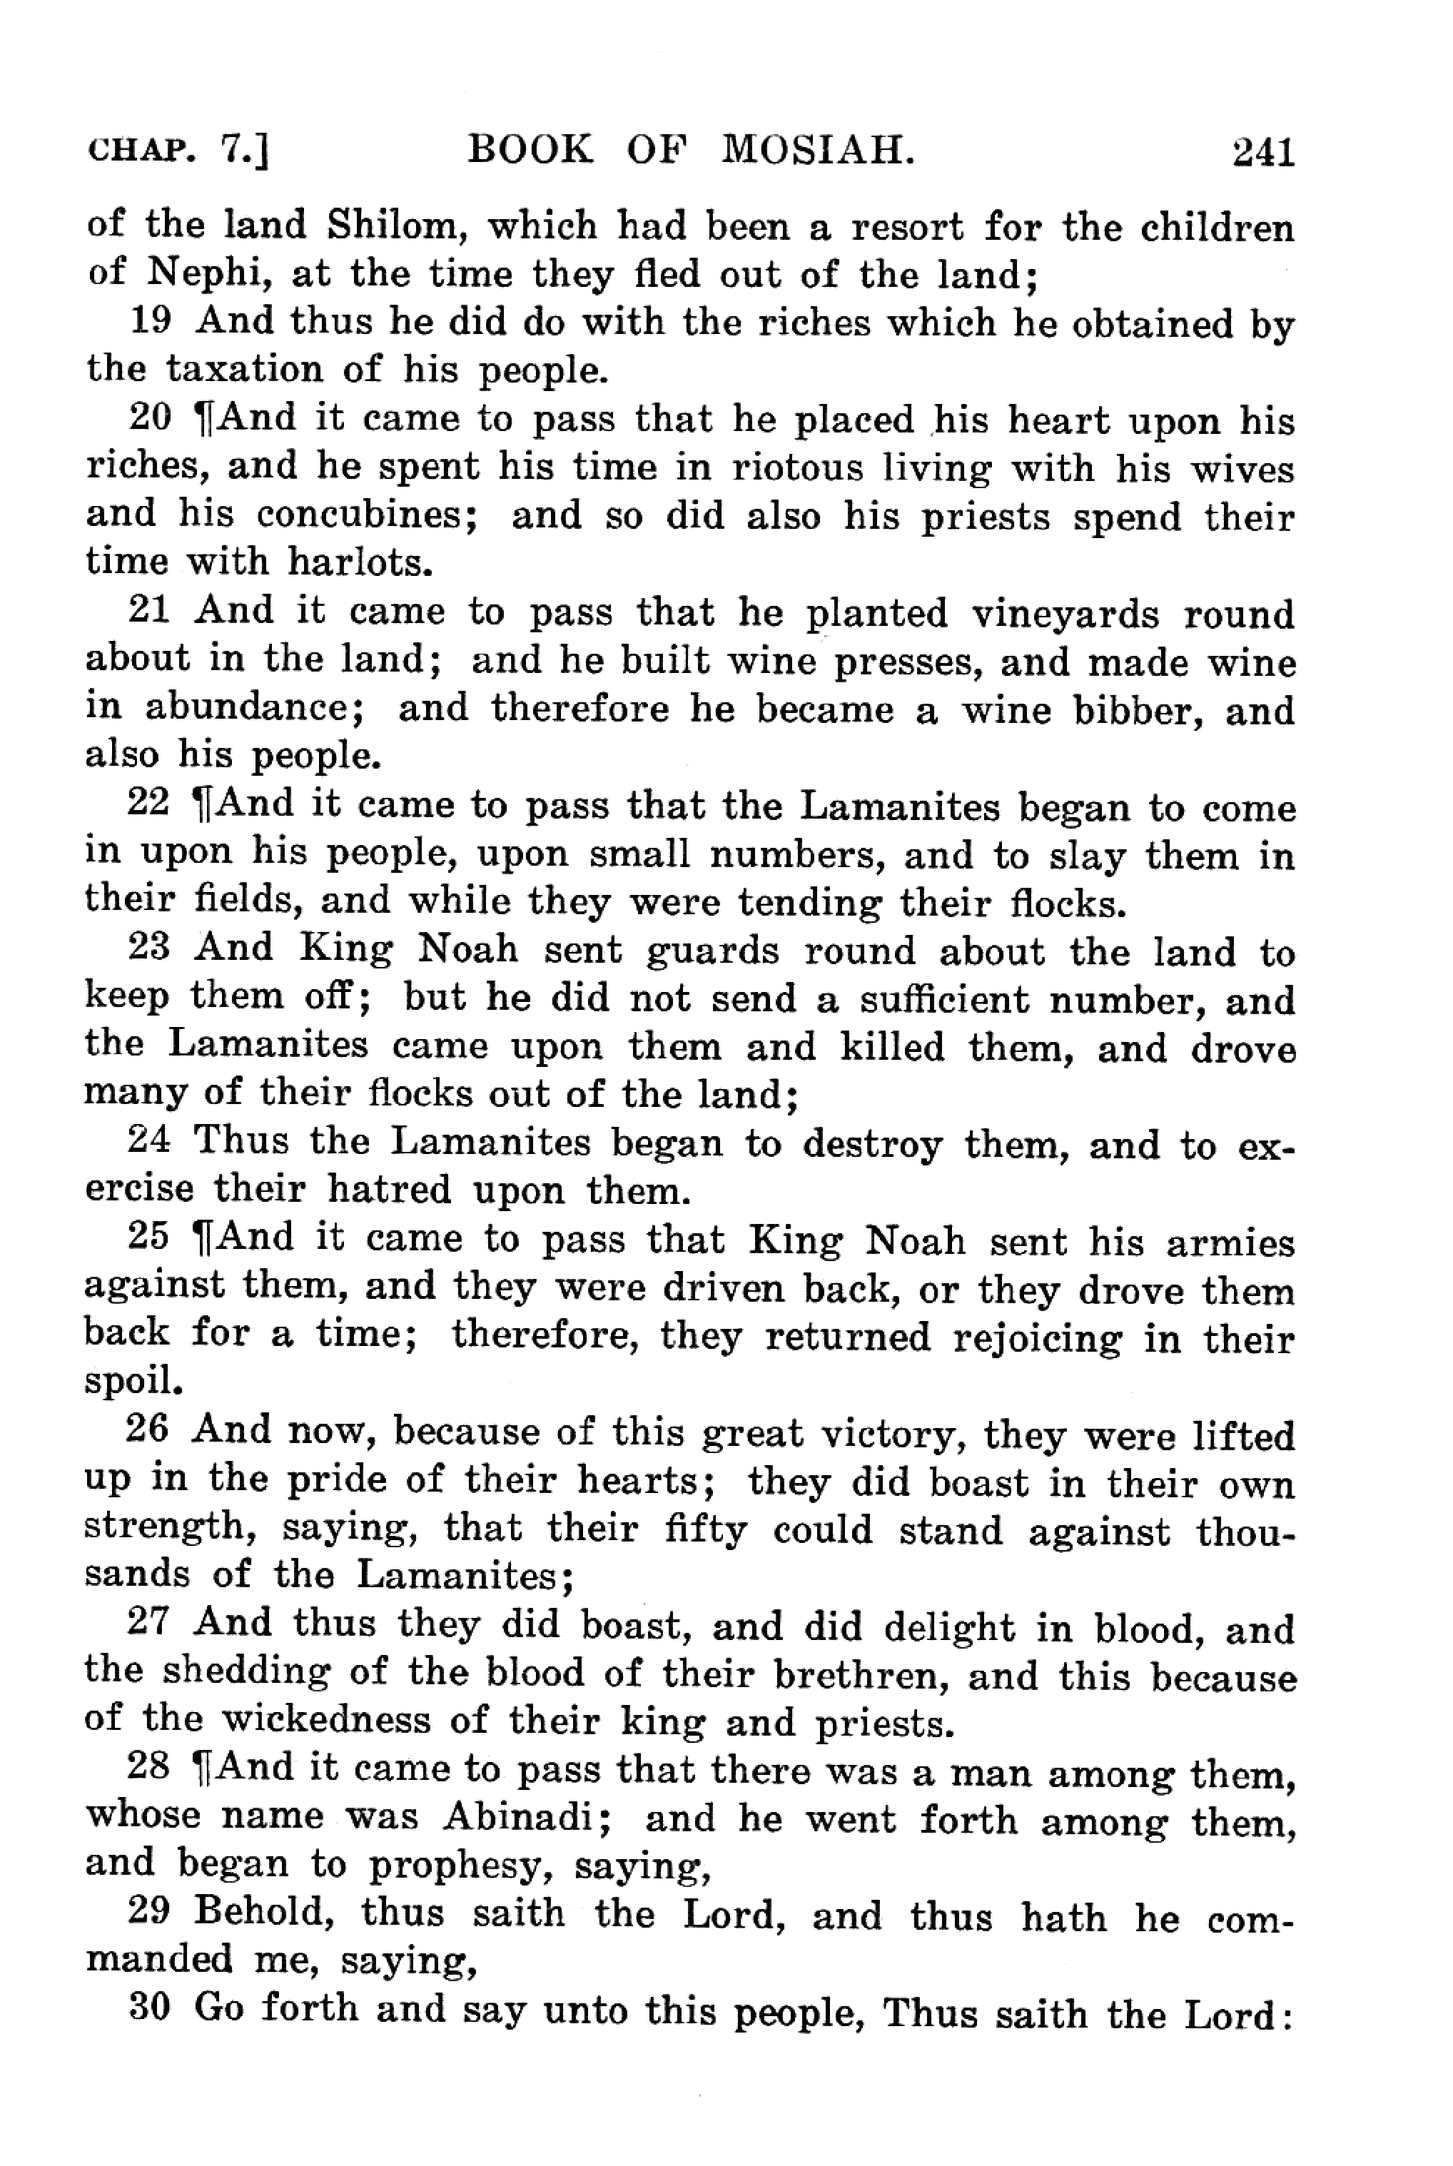 CHAP. 7.] BOOK OF MOSIAH. 241
of the land Shilom, which had been a resort for the children
of Nephi, at the time they fled out of the land;
19 And thus he did do with the riches which he obtained by
the taxation of his people.
20 ¶And it came to pass that he placed his heart upon his
riches, and he spent his time in riotous living with his wives
and his concubines; and so did also his priests spend their
time with harlots.
21 And it came to pass that he planted vineyards round
about in the land; and he built wine presses, and made wine
in abundance; and therefore he became a wine bibber, and
also his people.
22 ¶And it came to pass that the Lamanites began to come
in upon his people, upon small numbers, and to slay them in
their fields, and while they were tending their flocks.
23 And King Noah sent guards round about the land to
keep them off; but he did not send a sufficient number, and
the Lamanites came upon them and killed them, and drove
many of their flocks out of the land;
24 Thus the Lamanites began to destroy them, and to ex-
ercise their hatred upon them.
25 ¶And it came to pass that King Noah sent his armies
against them, and they were driven back, or they drove them
back for a time; therefore, they returned rejoicing in their
spoil.
26 And now, because of this great victory, they were lifted
up in the pride of their hearts; they did boast in their own
strength, saying, that their fifty could stand against thou-
sands of the Lamanites;
27 And thus they did boast, and did delight in blood, and
the shedding of the blood of their brethren, and this because
of the wickedness of their king and priests.
28 ¶And it came to pass that there was a man among them,
whose name was Abinadi; and he went forth among them,
and began to prophesy, saying,
29 Behold, thus saith the Lord, and thus hath he com-
manded me, saying,
30 Go forth and say unto this people, Thus saith the Lord: